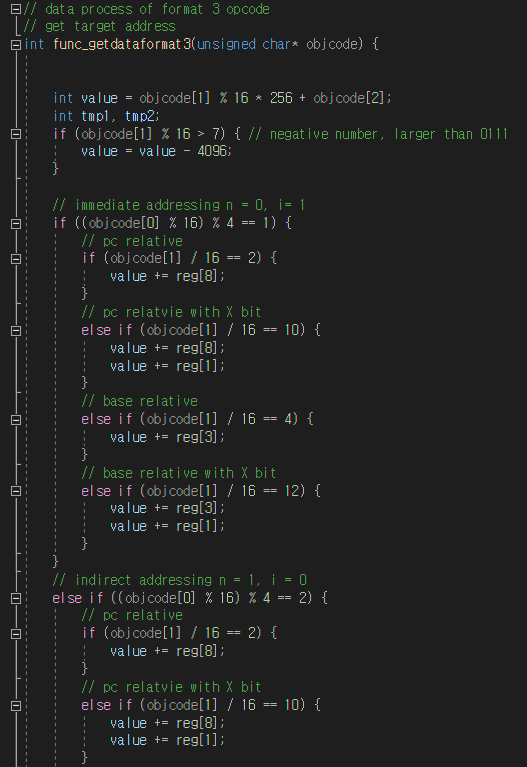 // data process of format 3 opcode
// get target address
int func_getdataformat3(unsigned char* objcode) {
int value = objcode[1] % 16 * 256 + objcode[2];
int tmp1, tmp2;
if (objcode[1] % 16 > 7) { // negative number, larger than 0111
value = value - 4096;
}
// immediate addressing n = 0, i= 1
if ((objcode[0] % 16) % 4 == 1) {
// pc relative
if (objcode[1] / 16 == 2) {
value += reg[8];
}
// pc relatvie with X bit
else if (objcode[1] / 16 == 10) {
value += reg[8];
value += reg[1];
}
// base relative
else if (objcode[1] / 16 == 4) {
value += reg[3];
}
// base relative with X bit
else if (objcode[1] / 16 == 12) {
value += reg[3];
value += reg[1];
}
}
// indirect addressing n = 1, i = 0
else if ((objcode[0] % 16) % 4 == 2) {
// pc relative
if (objcode[1] / 16 == 2) {
value += reg[8];
}
// pc relatvie with X bit
else if (objcode[1] / 16 == 10) {
value += reg[8];
value += reg[1];
}